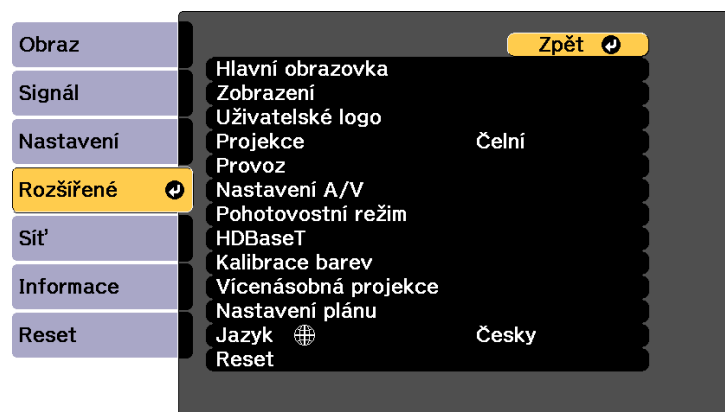 Obraz
Signál
Nastavení
Rozšířené
Síť
Informace
Reset
Zpět
Hlavní obrazovka
Zobrazení
Uživatelské logo
Projekce Čelní
Provoz
Nastavení A/V
Pohotovostní režim
HDBaseT
Kalibrace barev
Vícenásobná projekce
Nastavení plánu
Jazyk Česky
Reset